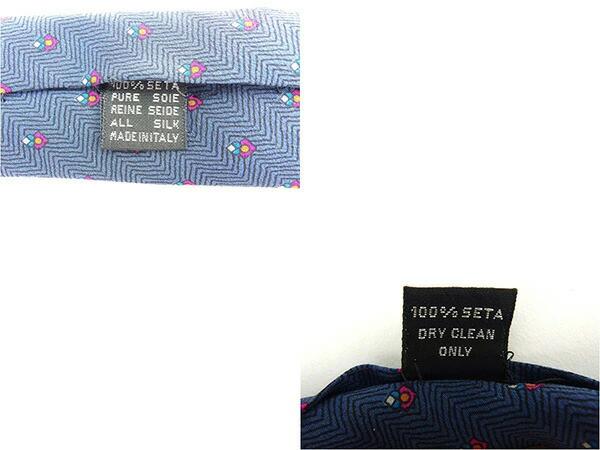 100% SETA
PURE SOIE
REINE SEIDE
ALL SILK
MADE IN ITALY
100% SETA
DRY CLEAN
ONLY